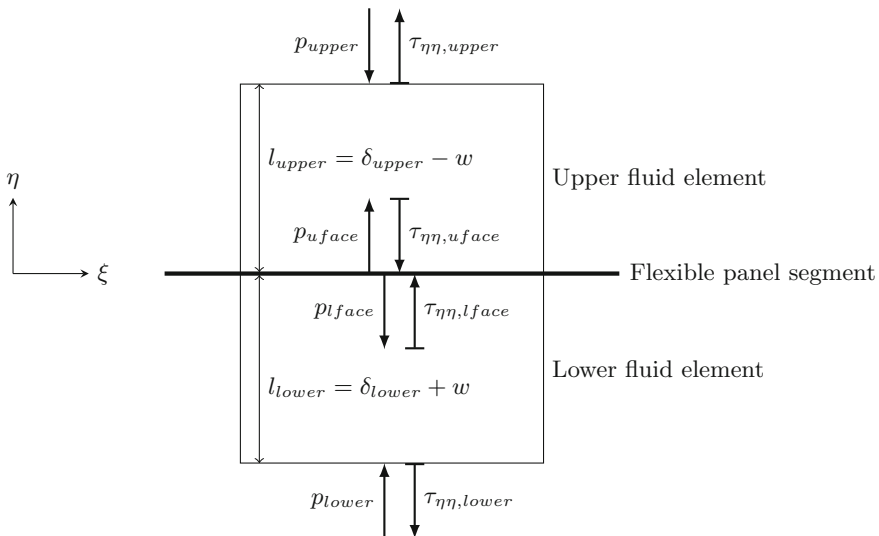 p_{upper} τ_{ηη,upper}
l_{upper} = δ_{upper} − w
Upper fluid element
η
p_{uface} τ_{ηη,uface}
ξ
Flexible panel segment
p_{lface} τ_{ηη,lface}
Lower fluid element
l_{lower} = δ_{lower} + w
p_{lower} τ_{ηη,lower}